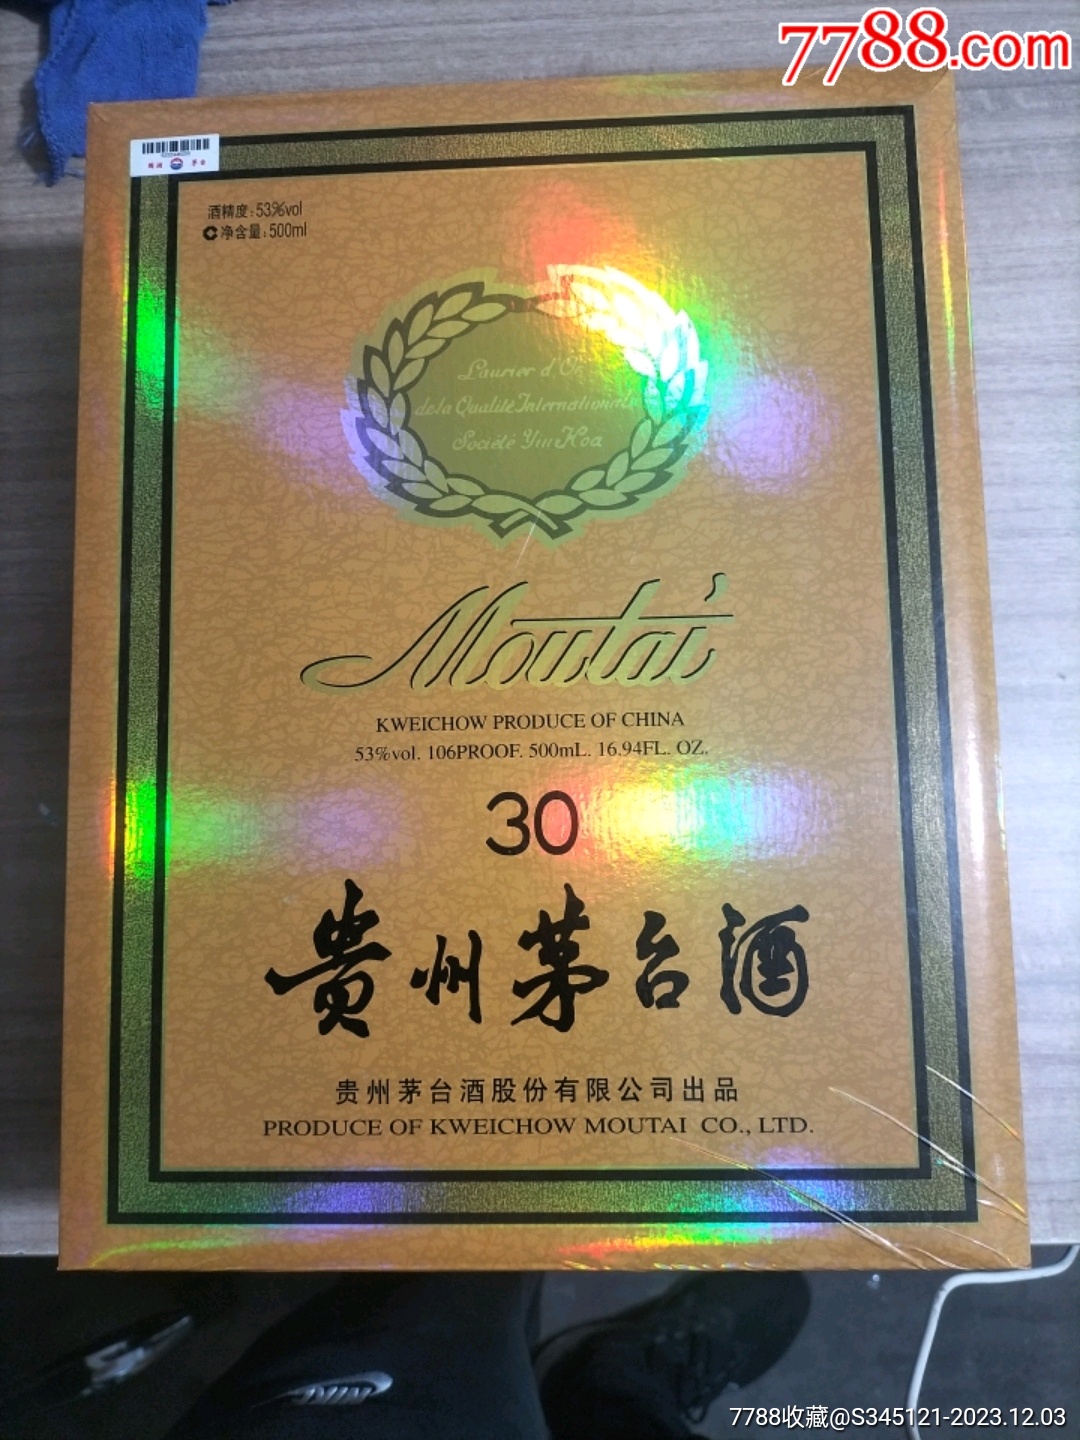 7788.com
酒精度:53%vol
净含量:500ml
Laurier d'Or
de la Qualité Internationale
Société Yin Hoa
Moutai
KWEICHOW PRODUCE OF CHINA
53%vol. 106PROOF. 500mL. 16.94FL. OZ.
30
贵州茅台酒
贵州茅台酒股份有限公司出品
PRODUCE OF KWEICHOW MOUTAI CO., LTD.
7788收藏@S345121-2023.12.03